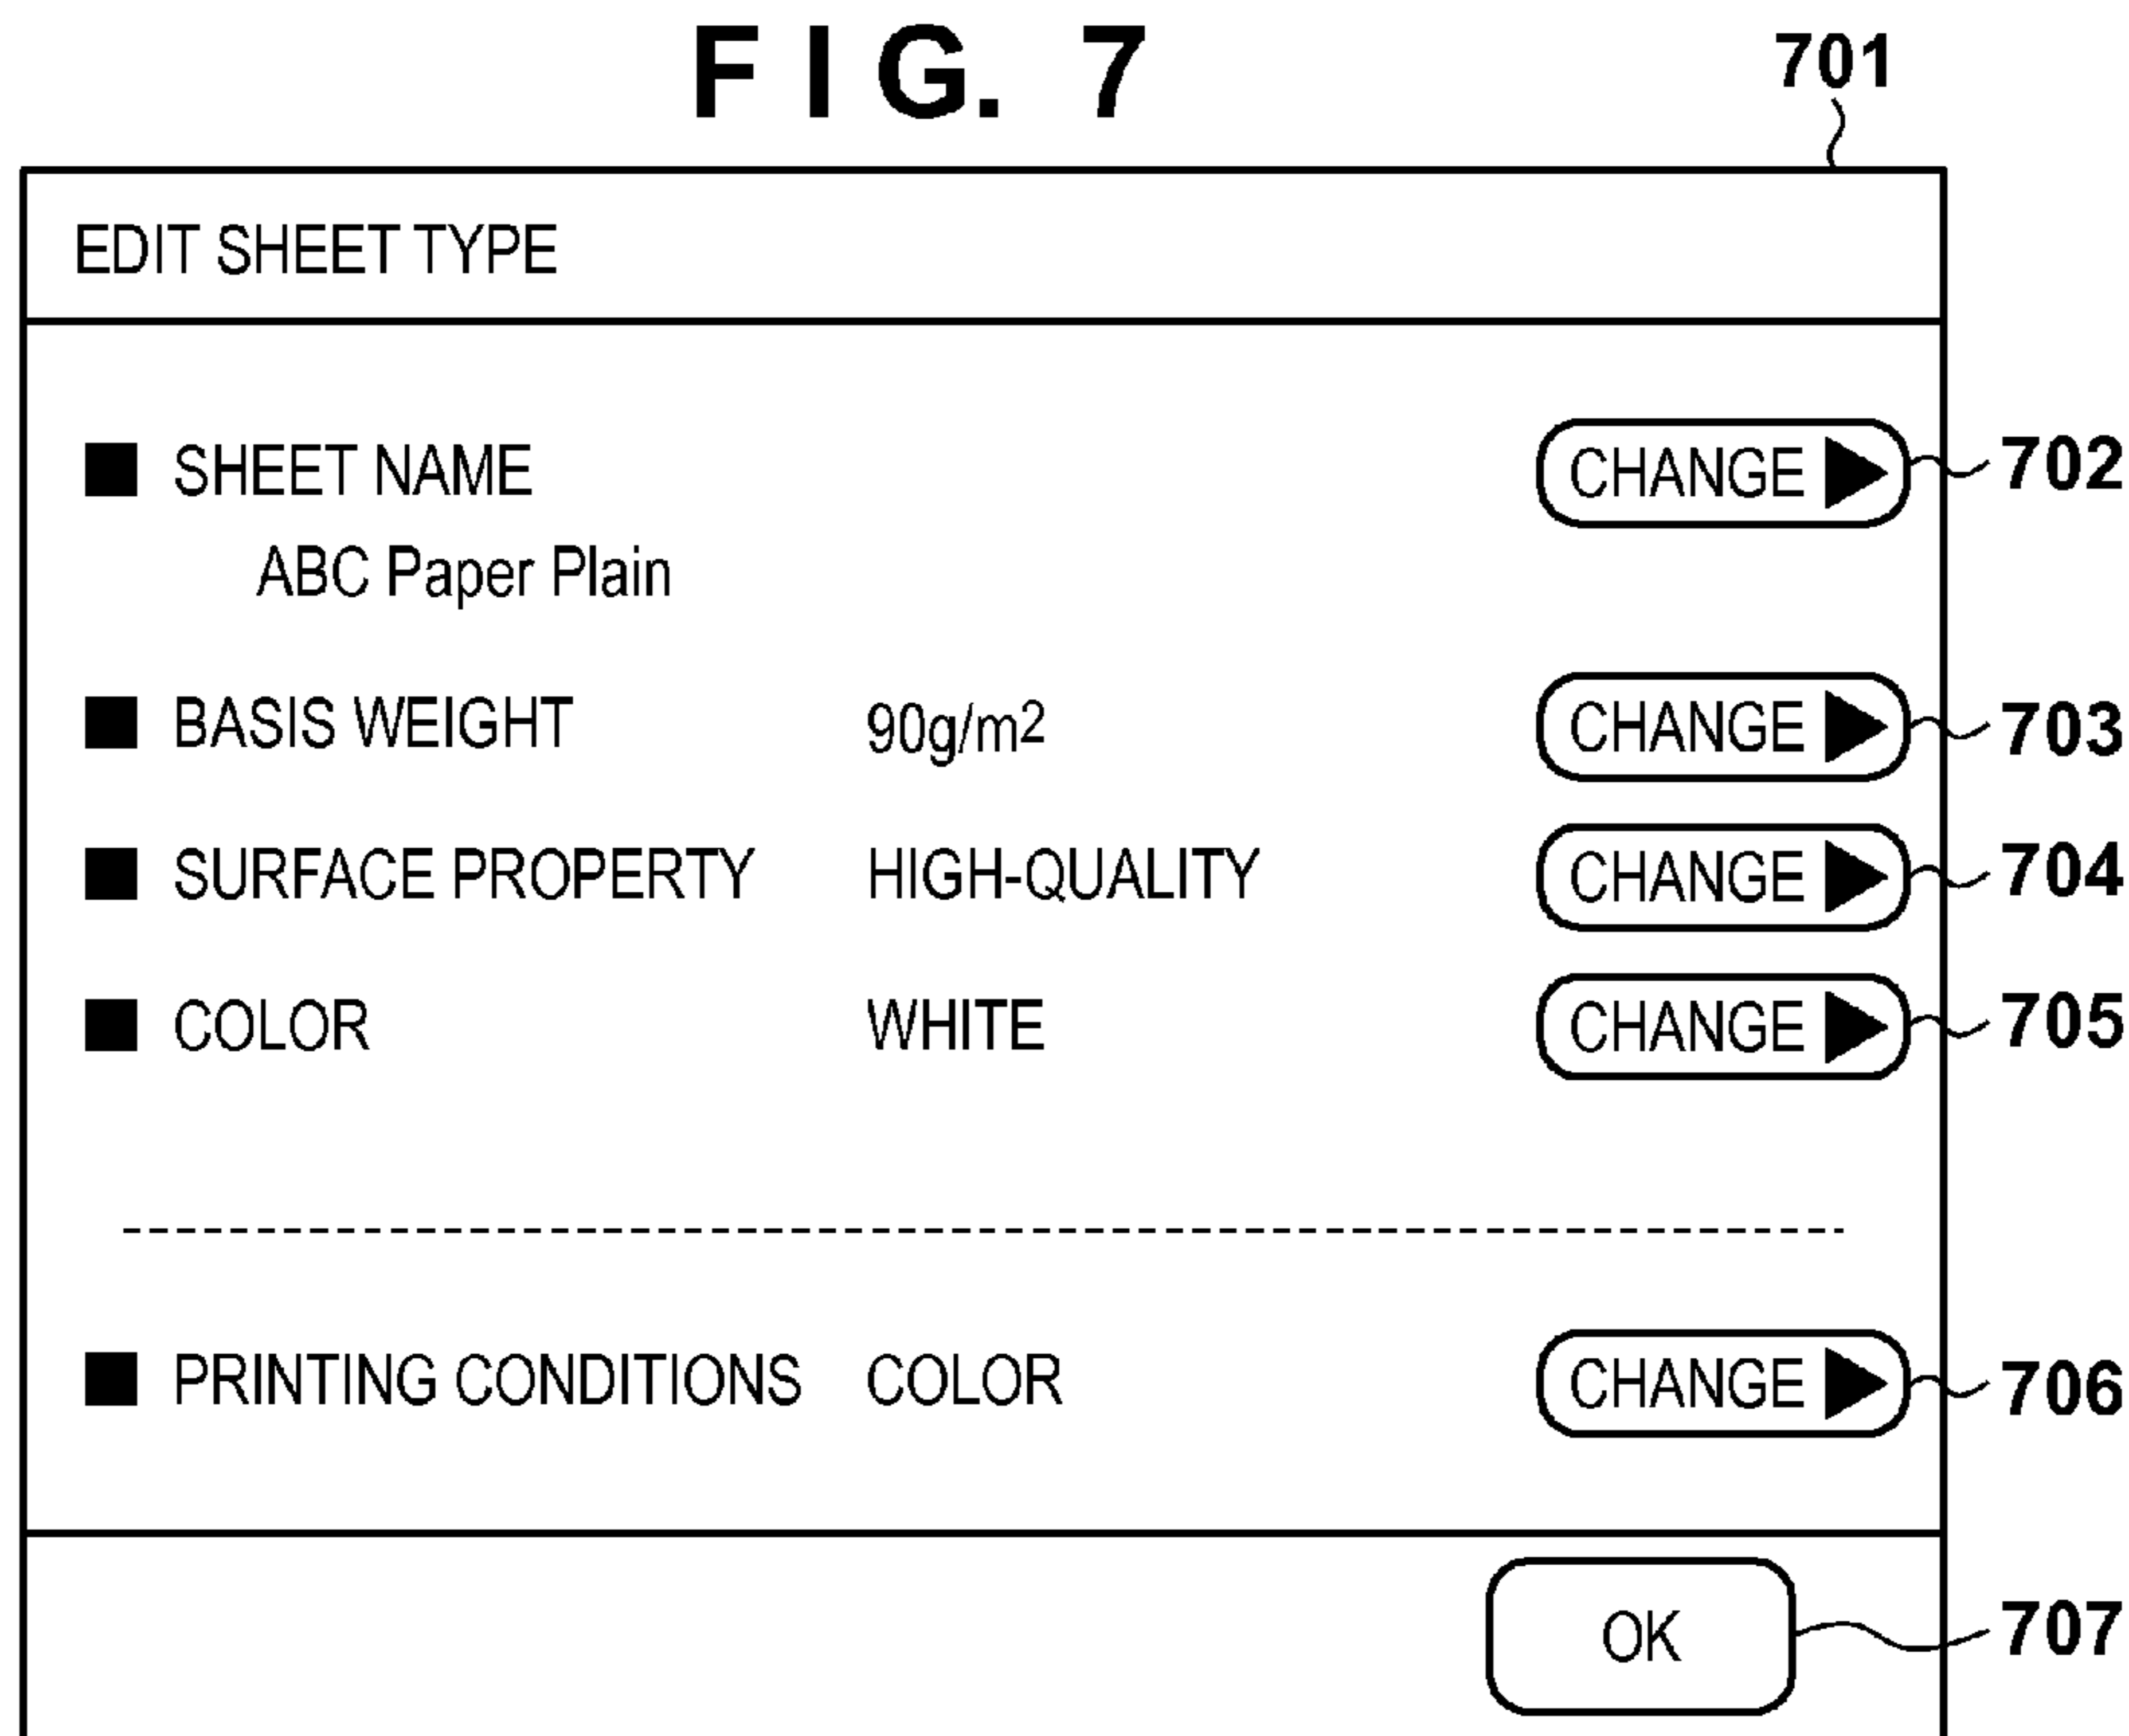 FIG. 7
701
EDIT SHEET TYPE
SHEET NAME CHANGE 702
ABC Paper Plain
BASIS WEIGHT 90g/m2 CHANGE 703
SURFACE PROPERTY HIGH-QUALITY CHANGE 704
COLOR WHITE CHANGE 705
PRINTING CONDITIONS COLOR CHANGE 706
OK 707